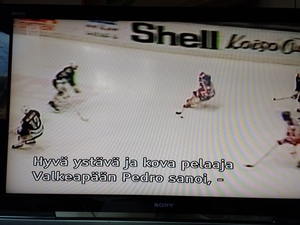 Shell
Hyvä ystävä ja kova pelaaja
Valkeapään Pedro sanoi, –
SONY